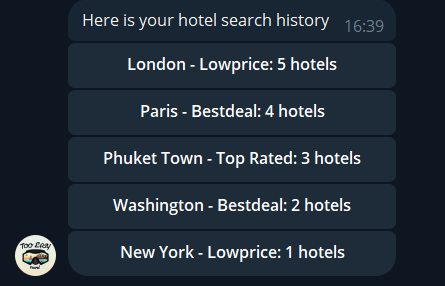 Here is your hotel search history
16:39
London - Lowprice: 5 hotels
Paris - Bestdeal: 4 hotels
Phuket Town - Top Rated: 3 hotels
Washington - Bestdeal: 2 hotels
New York - Lowprice: 1 hotels
TOO EASY
Travel